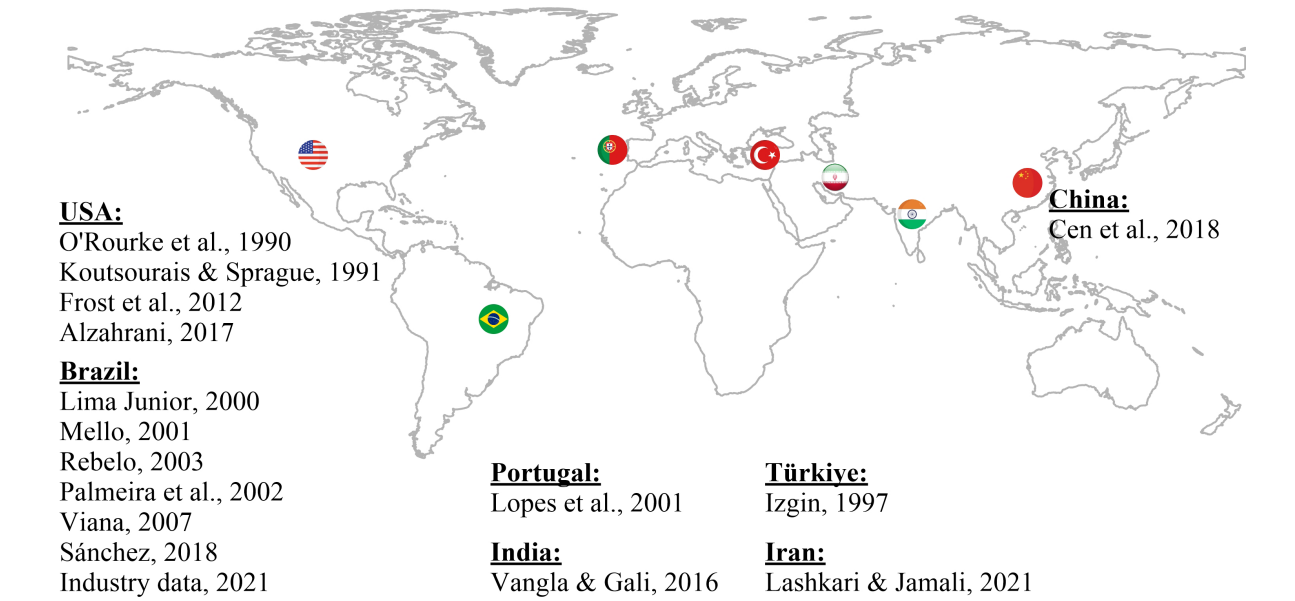 USA:
O'Rourke et al., 1990
Koutsourais & Sprague, 1991
Frost et al., 2012
Alzahrani, 2017
Brazil:
Lima Junior, 2000
Mello, 2001
Rebelo, 2003
Palmeira et al., 2002
Viana, 2007
Sánchez, 2018
Industry data, 2021
Portugal:
Lopes et al., 2001
India:
Vangla & Gali, 2016
Türkiye:
Izgin, 1997
Iran:
Lashkari & Jamali, 2021
China:
Cen et al., 2018